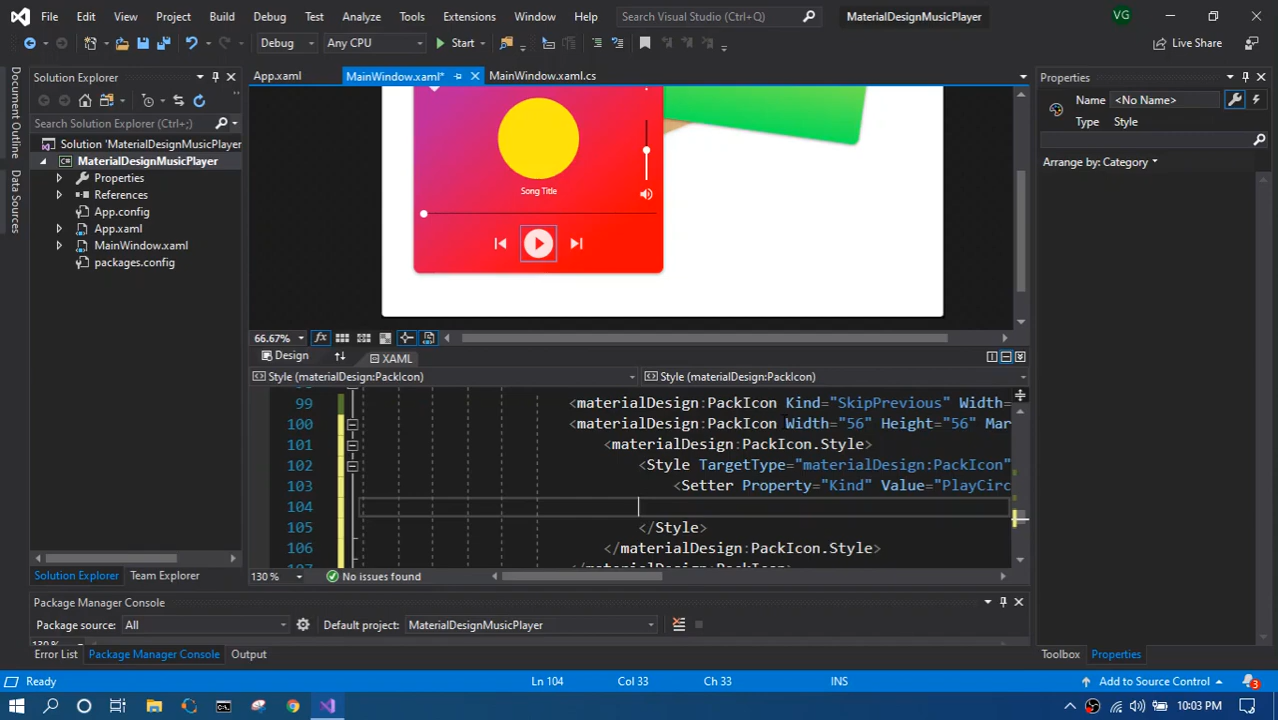 File Edit View Project Build Debug Test Analyze Tools Extensions Window Help Search Visual Studio (Ctrl+Q) MaterialDesignMusicPlayer VG
Debug Any CPU Start Live Share
Document Outline
Data Sources
Solution Explorer
Search Solution Explorer (Ctrl+;)
Solution 'MaterialDesignMusicPlayer
MaterialDesignMusicPlayer
Properties
References
App.config
App.xaml
MainWindow.xaml
packages.config
Solution Explorer Team Explorer
App.xaml MainWindow.xaml* MainWindow.xaml.cs
Song Title
66.67%
Design XAML
Style (materialDesign:PackIcon) Style (materialDesign:PackIcon)
99 <materialDesign:PackIcon Kind="SkipPrevious" Width=
100 <materialDesign:PackIcon Width="56" Height="56" Mar
101 <materialDesign:PackIcon.Style>
102 <Style TargetType="materialDesign:PackIcon"
103 <Setter Property="Kind" Value="PlayCirc
104
105 </Style>
106 </materialDesign:PackIcon.Style>
130 % No issues found
Properties
Name <No Name>
Type Style
Arrange by: Category
Toolbox Properties
Package Manager Console
Package source: All Default project: MaterialDesignMusicPlayer
Error List Package Manager Console Output
Ready Ln 104 Col 33 Ch 33 INS Add to Source Control 3
10:03 PM